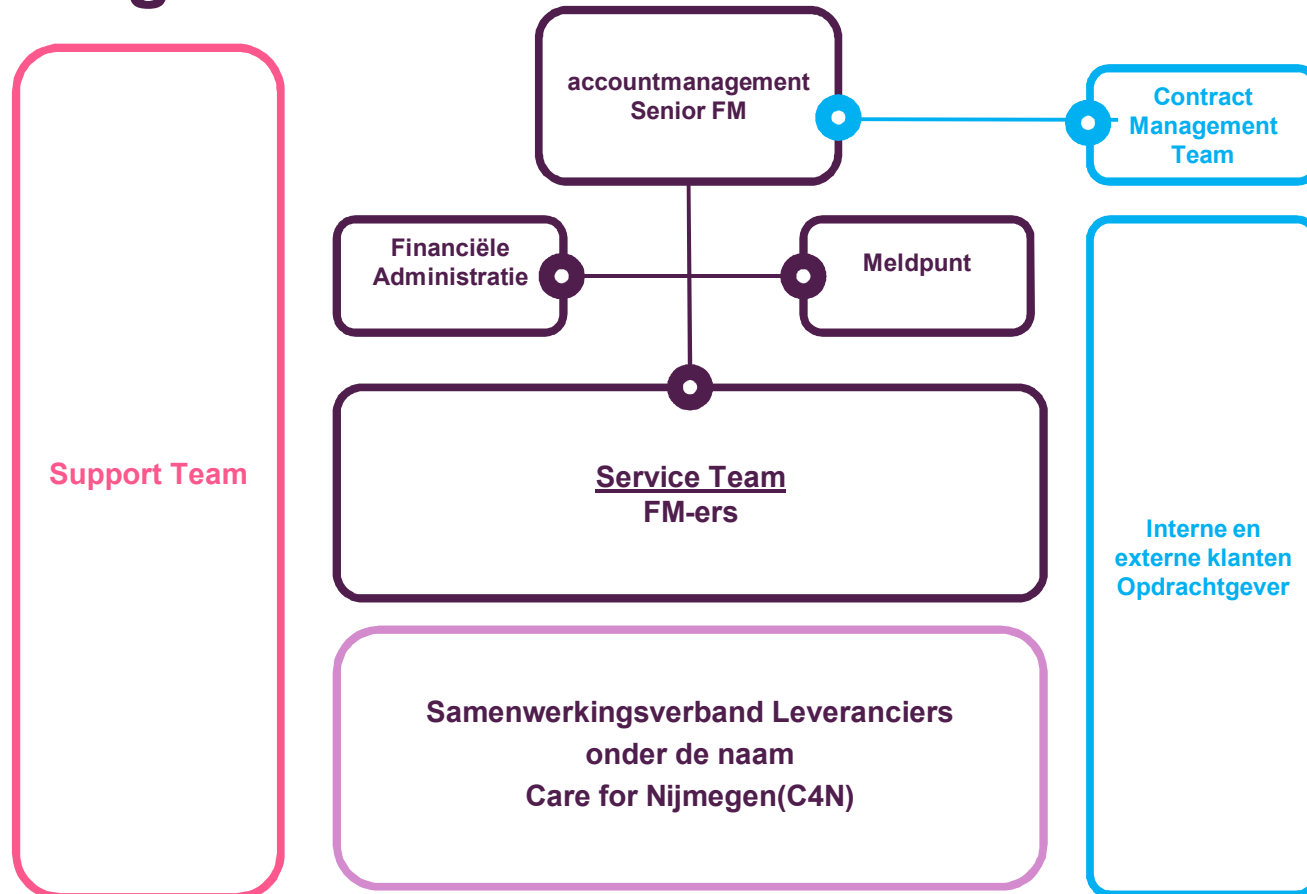 accountmanagement
Senior FM
Contract
Management
Team
Financiële
Administratie
Meldpunt
Support Team
Service Team
FM-ers
Interne en
externe klanten
Opdrachtgever
Samenwerkingsverband Leveranciers
onder de naam
Care for Nijmegen(C4N)